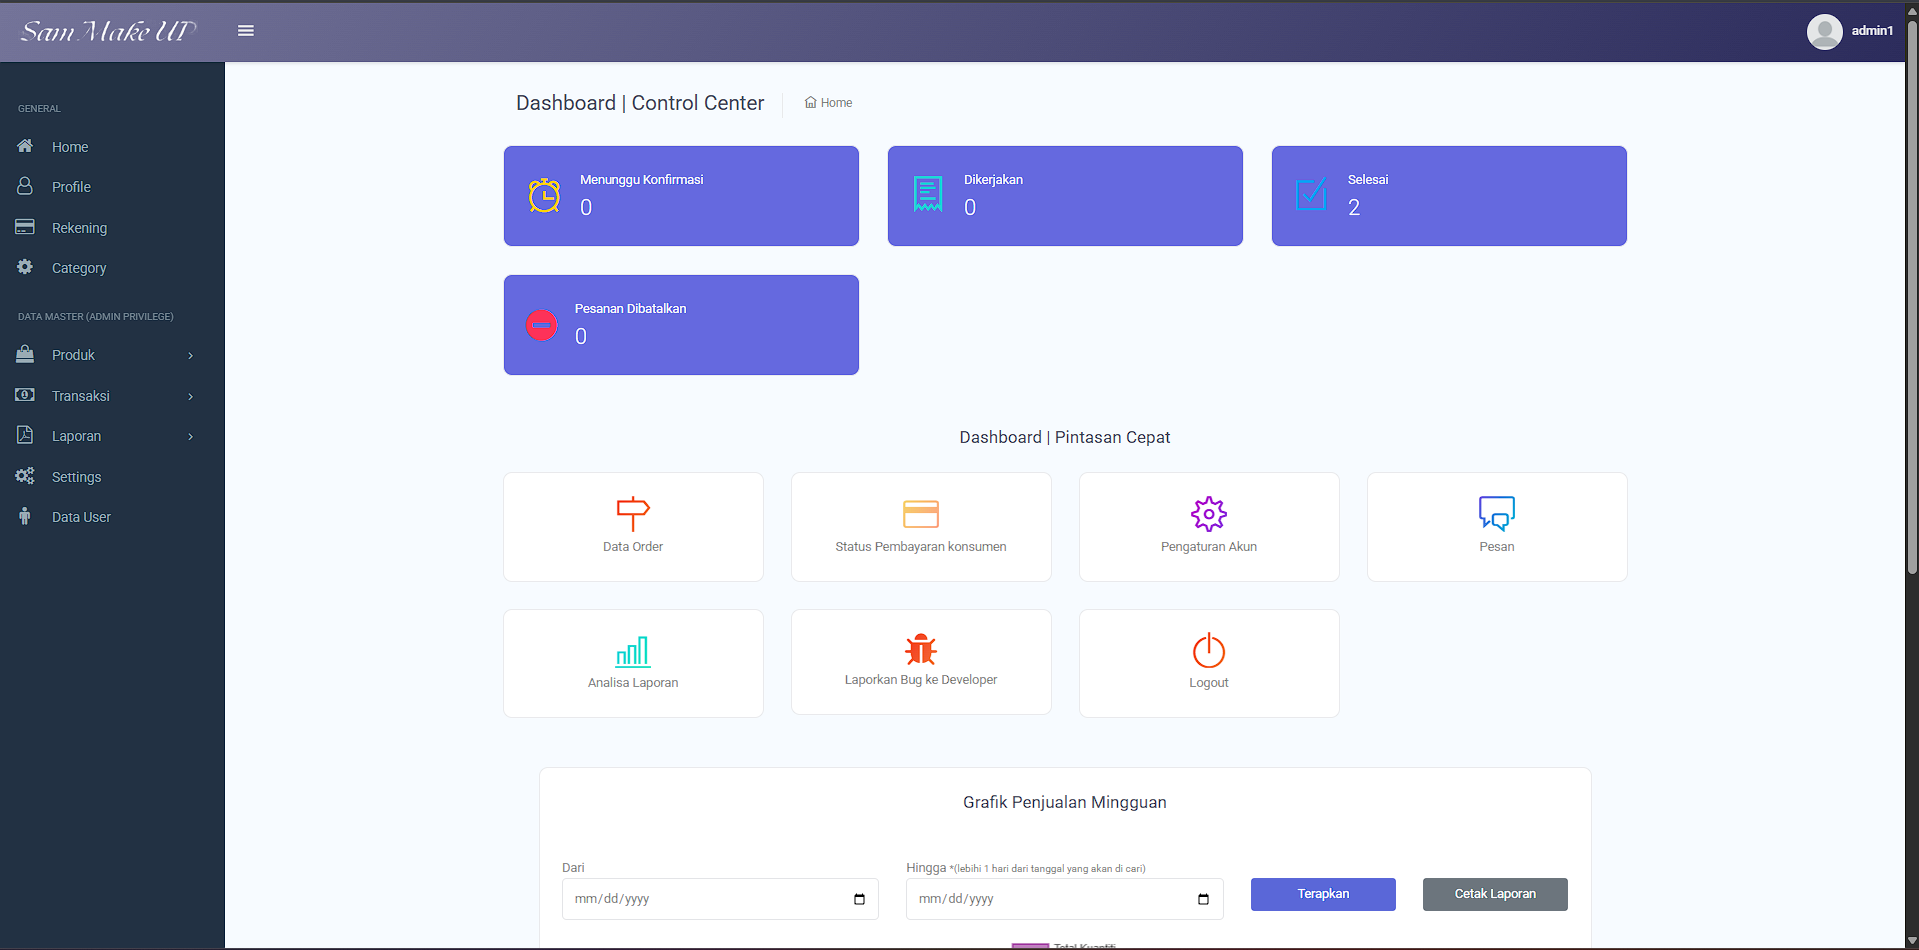 Sam Make UP
admin1
GENERAL
Home
Profile
Rekening
Category
DATA MASTER (ADMIN PRIVILEGE)
Produk
Transaksi
Laporan
Settings
Data User
Dashboard | Control Center
Home
Menunggu Konfirmasi
0
Dikerjakan
0
Selesai
2
Pesanan Dibatalkan
0
Dashboard | Pintasan Cepat
Data Order
Status Pembayaran konsumen
Pengaturan Akun
Pesan
Analisa Laporan
Laporkan Bug ke Developer
Logout
Grafik Penjualan Mingguan
Dari
mm/dd/yyyy
Hingga *(lebihi 1 hari dari tanggal yang akan di cari)
mm/dd/yyyy
Terapkan
Cetak Laporan
Total Kuantiti